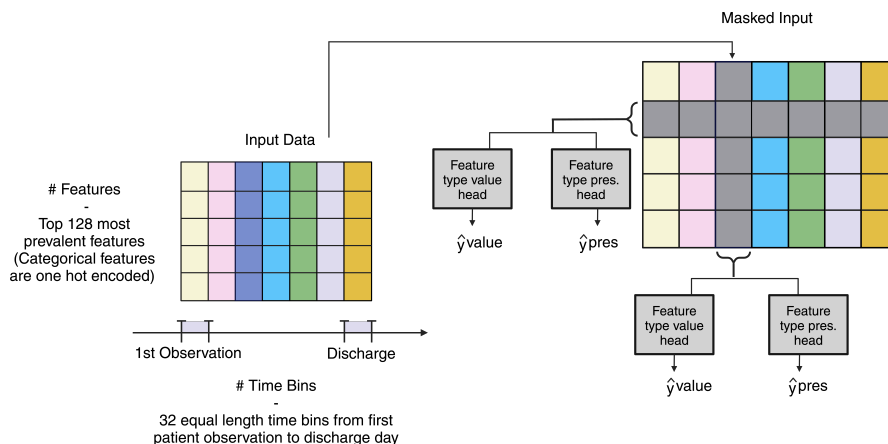 Masked Input
Input Data
# Features
-
Top 128 most
prevalent features
(Categorical features
are one hot encoded)
Feature
type value
head
Feature
type pres.
head
ŷvalue
ŷpres
1st Observation
Discharge
# Time Bins
-
32 equal length time bins from first
patient observation to discharge day
Feature
type value
head
Feature
type pres.
head
ŷvalue
ŷpres